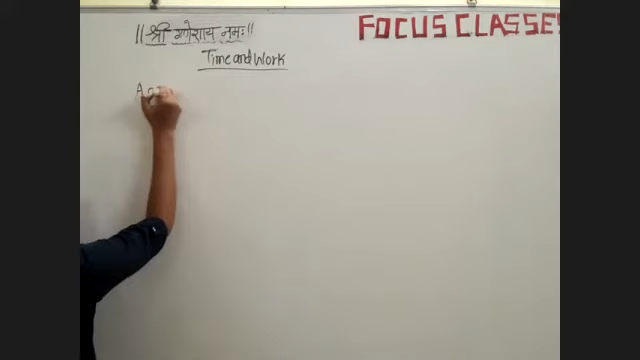 ॥ श्री गणेशाय नमः ॥
FOCUS CLASSES
Time and Work
A